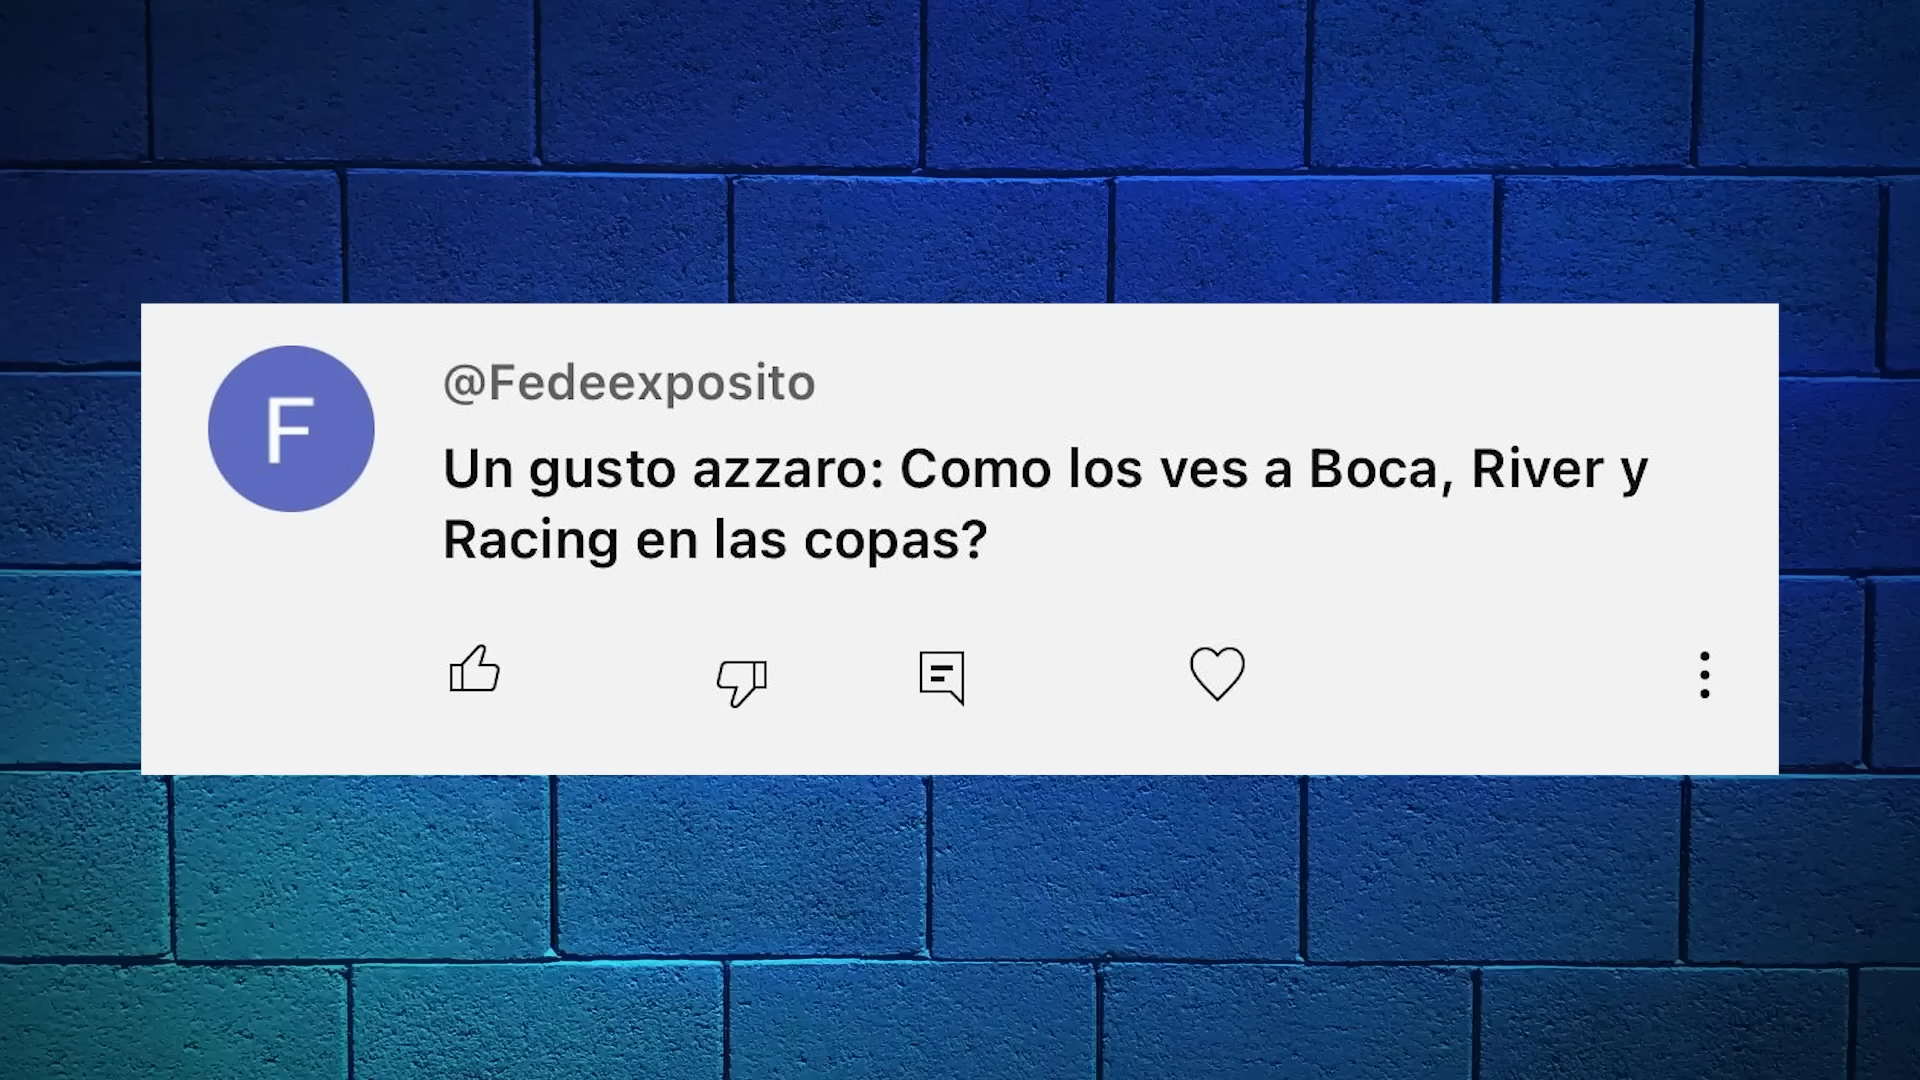 F
@Fedeexposito
Un gusto azzaro: Como los ves a Boca, River y
Racing en las copas?